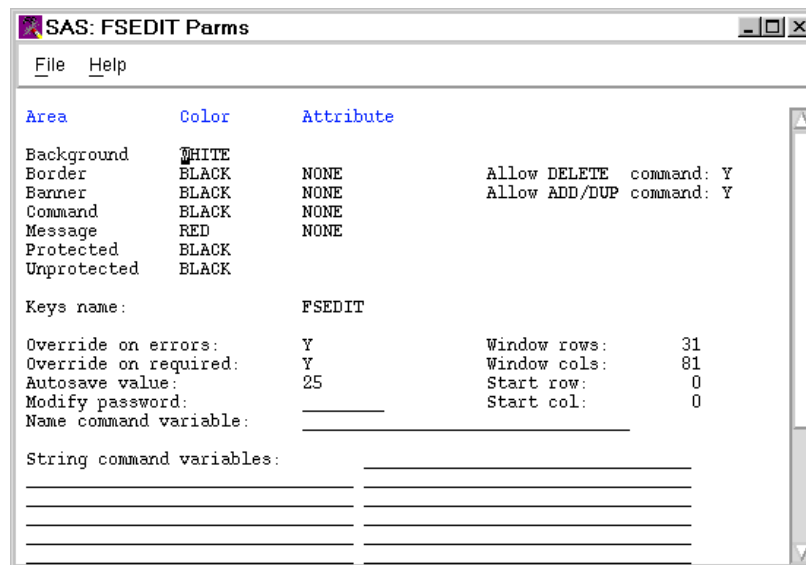 SAS: FSEDIT Parms
File Help
Area Color Attribute
Background WHITE
Border BLACK NONE Allow DELETE command: Y
Banner BLACK NONE Allow ADD/DUP command: Y
Command BLACK NONE
Message RED NONE
Protected BLACK
Unprotected BLACK
Keys name: FSEDIT
Override on errors: Y Window rows: 31
Override on required: Y Window cols: 81
Autosave value: 25 Start row: 0
Modify password: Start col: 0
Name command variable:
String command variables: